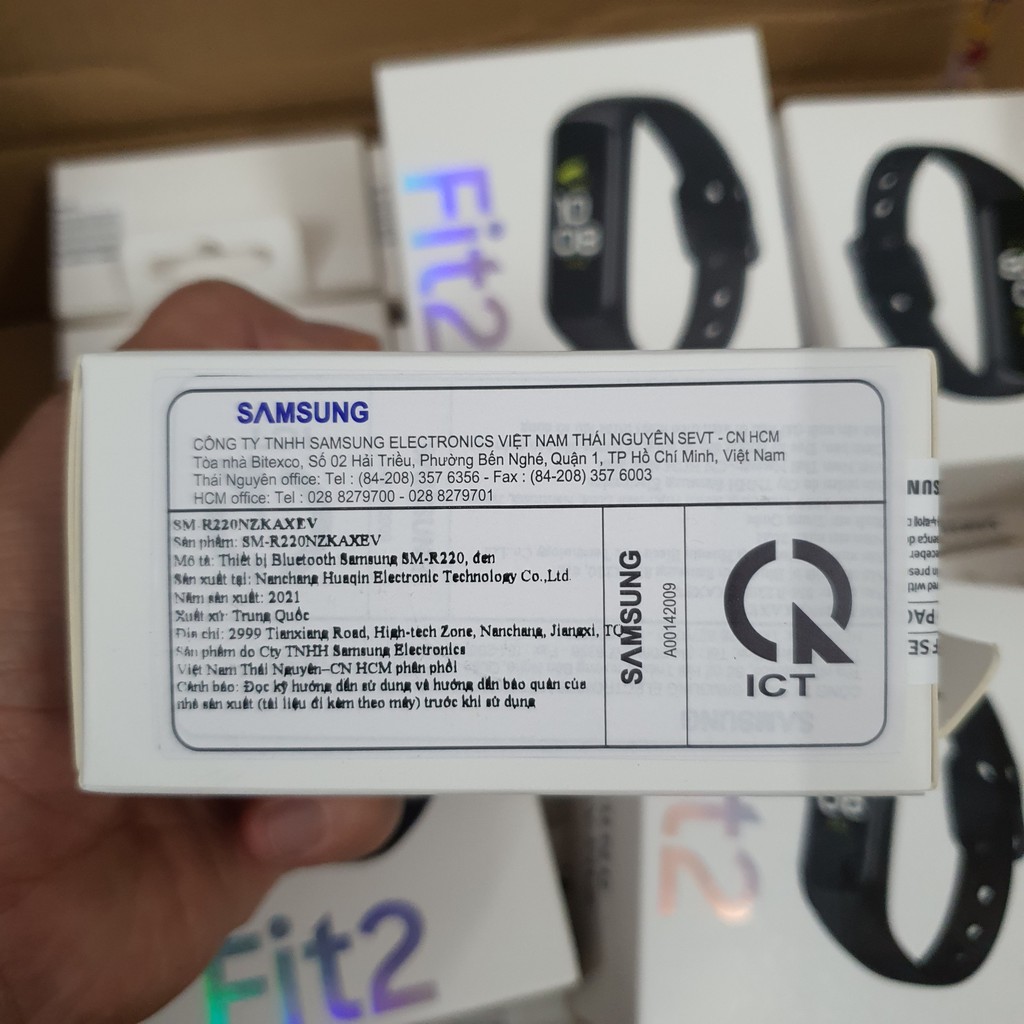 Fit2
SAMSUNG
CÔNG TY TNHH SAMSUNG ELECTRONICS VIỆT NAM THÁI NGUYÊN SEVT - CN HCM
Tòa nhà Bitexco, Số 02 Hải Triều, Phường Bến Nghé, Quận 1, TP Hồ Chí Minh, Việt Nam
Thái Nguyên office: Tel : (84-208) 357 6356 - Fax : (84-208) 357 6003
HCM office: Tel : 028 8279700 - 028 8279701
SM-R220NZKAXEV
Sản phẩm: SM-R220NZKAXEV
Mô tả: Thiết bị Bluetooth Samsung SM-R220, đen
Sản xuất tại: Nanchang Huaqin Electronic Technology Co.,Ltd.
Năm sản xuất: 2021
Xuất xứ: Trung Quốc
Địa chỉ: 2999 Tianxiang Road, High-tech Zone, Nanchang, Jiangxi,
Sản phẩm do Cty TNHH Samsung Electronics
Việt Nam Thái Nguyên–CN HCM phân phối
Cảnh báo: Đọc kỹ hướng dẫn sử dụng và hướng dẫn bảo quản của
nhà sản xuất (tài liệu đi kèm theo máy) trước khi sử dụng
SAMSUNG
A00142009
ICT
t2
Fit2